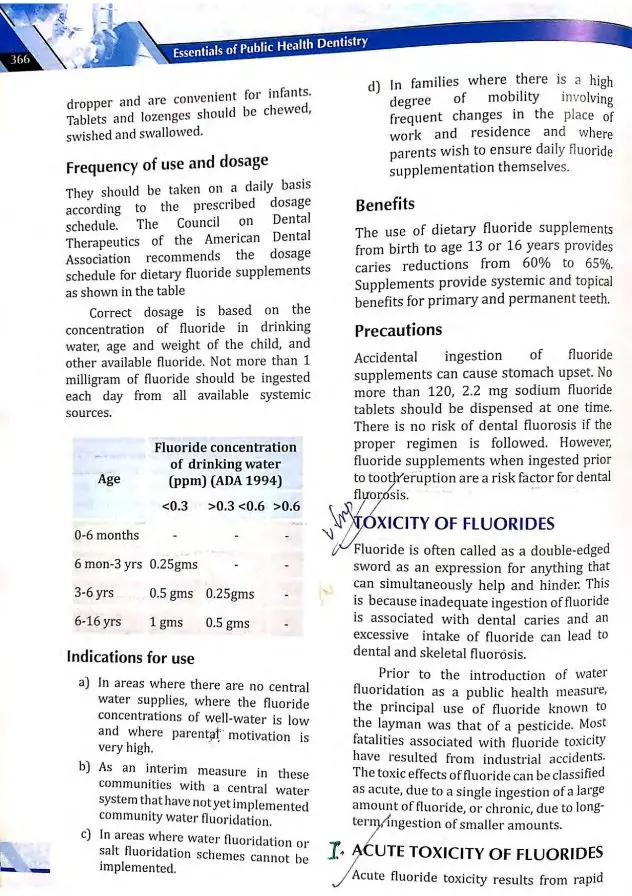 366
Essentials of Public Health Dentistry
dropper and are convenient for infants.
Tablets and lozenges should be chewed,
swished and swallowed.
Frequency of use and dosage
They should be taken on a daily basis
according to the prescribed dosage
schedule. The Council on Dental
Therapeutics of the American Dental
Association recommends the dosage
schedule for dietary fluoride supplements
as shown in the table
Correct dosage is based on the
concentration of fluoride in drinking
water, age and weight of the child, and
other available fluoride. Not more than 1
milligram of fluoride should be ingested
each day from all available systemic
sources.
Age
Fluoride concentration
of drinking water
(ppm) (ADA 1994)
<0.3 >0.3 <0.6 >0.6
0-6 months - - -
6 mon-3 yrs 0.25gms - -
3-6 yrs 0.5 gms 0.25gms -
6-16 yrs 1 gms 0.5 gms -
Indications for use
a) In areas where there are no central
water supplies, where the fluoride
concentrations of well-water is low
and where parental motivation is
very high.
b) As an interim measure in these
communities with a central water
system that have not yet implemented
community water fluoridation.
c) In areas where water fluoridation or
salt fluoridation schemes cannot be
implemented.
d) In families where there is a high
degree of mobility involving
frequent changes in the place of
work and residence and where
parents wish to ensure daily fluoride
supplementation themselves.
Benefits
The use of dietary fluoride supplements
from birth to age 13 or 16 years provides
caries reductions from 60% to 65%.
Supplements provide systemic and topical
benefits for primary and permanent teeth.
Precautions
Accidental ingestion of fluoride
supplements can cause stomach upset. No
more than 120, 2.2 mg sodium fluoride
tablets should be dispensed at one time.
There is no risk of dental fluorosis if the
proper regimen is followed. However,
fluoride supplements when ingested prior
to tooth eruption are a risk factor for dental
fluorosis.
V Imp
TOXICITY OF FLUORIDES
Fluoride is often called as a double-edged
sword as an expression for anything that
can simultaneously help and hinder. This
is because inadequate ingestion of fluoride
is associated with dental caries and an
excessive intake of fluoride can lead to
dental and skeletal fluorosis.
Prior to the introduction of water
fluoridation as a public health measure,
the principal use of fluoride known to
the layman was that of a pesticide. Most
fatalities associated with fluoride toxicity
have resulted from industrial accidents.
The toxic effects of fluoride can be classified
as acute, due to a single ingestion of a large
amount of fluoride, or chronic, due to long-
term ingestion of smaller amounts.
I. ACUTE TOXICITY OF FLUORIDES
Acute fluoride toxicity results from rapid